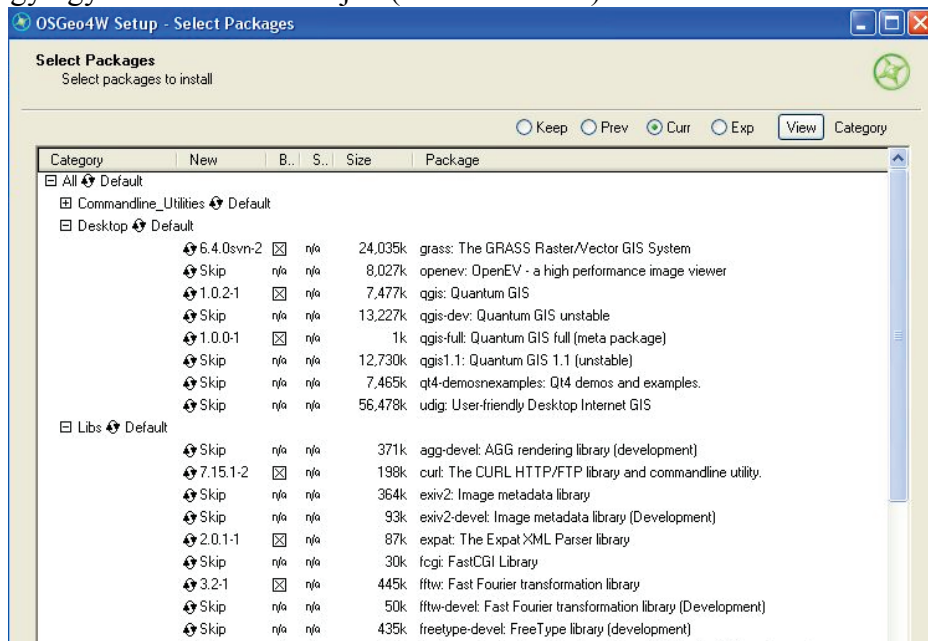 OSGeo4W Setup - Select Packages
Select Packages
Select packages to install
Keep Prev Curr Exp View Category
Category New B.. S.. Size Package
All Default
Commandline_Utilities Default
Desktop Default
6.4.0svn-2 n/a 24,035k grass: The GRASS Raster/Vector GIS System
Skip n/a n/a 8,027k openev: OpenEV - a high performance image viewer
1.0.2-1 n/a 7,477k qgis: Quantum GIS
Skip n/a n/a 13,227k qgis-dev: Quantum GIS unstable
1.0.0-1 n/a 1k qgis-full: Quantum GIS full (meta package)
Skip n/a n/a 12,730k qgis1.1: Quantum GIS 1.1 (unstable)
Skip n/a n/a 7,465k qt4-demosnexamples: Qt4 demos and examples.
Skip n/a n/a 56,478k udig: User-friendly Desktop Internet GIS
Libs Default
Skip n/a n/a 371k agg-devel: AGG rendering library (development)
7.15.1-2 n/a 198k curl: The CURL HTTP/FTP library and commandline utility.
Skip n/a n/a 364k exiv2: Image metadata library
Skip n/a n/a 93k exiv2-devel: Image metadata library (Development)
2.0.1-1 n/a 87k expat: The Expat XML Parser library
Skip n/a n/a 30k fcgi: FastCGI Library
3.2-1 n/a 445k fftw: Fast Fourier transformation library
Skip n/a n/a 50k fftw-devel: Fast Fourier transformation library (Development)
Skip n/a n/a 435k freetype-devel: FreeType library (development)